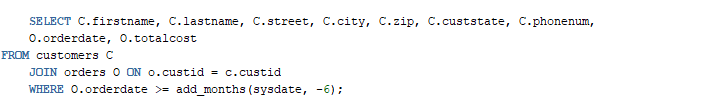 SELECT C.firstname, C.lastname, C.street, C.city, C.zip, C.custstate, C.phonenum,
O.orderdate, O.totalcost
FROM customers C
JOIN orders O ON o.custid = c.custid
WHERE O.orderdate >= add_months(sysdate, -6);